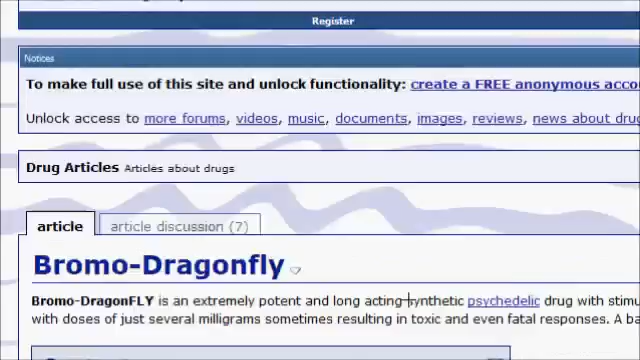 Register
Notices
To make full use of this site and unlock functionality: create a FREE anonymous acco
Unlock access to more forums, videos, music, documents, images, reviews, news about drug
Drug Articles Articles about drugs
article article discussion (7)
Bromo-Dragonfly
Bromo-DragonFLY is an extremely potent and long acting synthetic psychedelic drug with stimu
with doses of just several milligrams sometimes resulting in toxic and even fatal responses. A ba